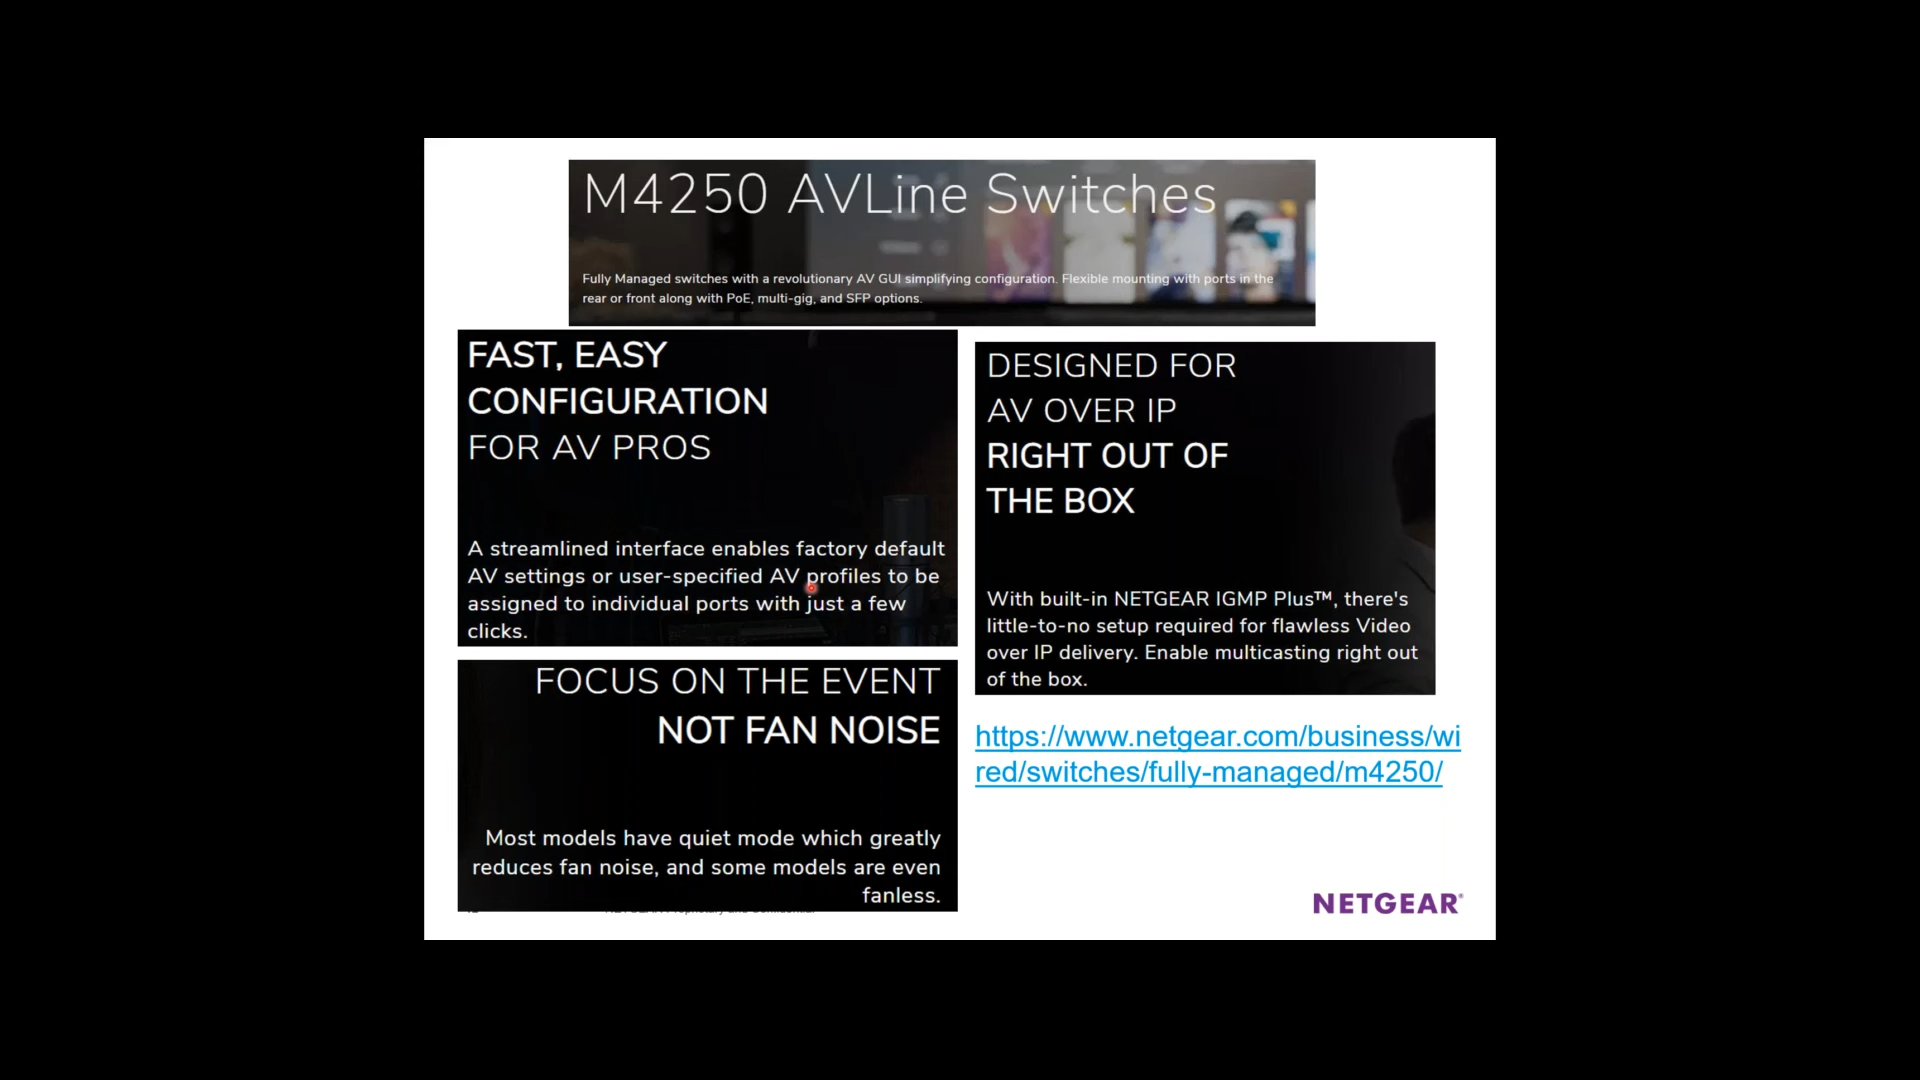 M4250 AVLine Switches
Fully Managed switches with a revolutionary AV GUI simplifying configuration. Flexible mounting with ports in the
rear or front along with PoE, multi-gig, and SFP options.
FAST, EASY
CONFIGURATION
FOR AV PROS
A streamlined interface enables factory default
AV settings or user-specified AV profiles to be
assigned to individual ports with just a few
clicks.
DESIGNED FOR
AV OVER IP
RIGHT OUT OF
THE BOX
With built-in NETGEAR IGMP Plus™, there's
little-to-no setup required for flawless Video
over IP delivery. Enable multicasting right out
of the box.
FOCUS ON THE EVENT
NOT FAN NOISE
Most models have quiet mode which greatly
reduces fan noise, and some models are even
fanless.
https://www.netgear.com/business/wi
red/switches/fully-managed/m4250/
NETGEAR®